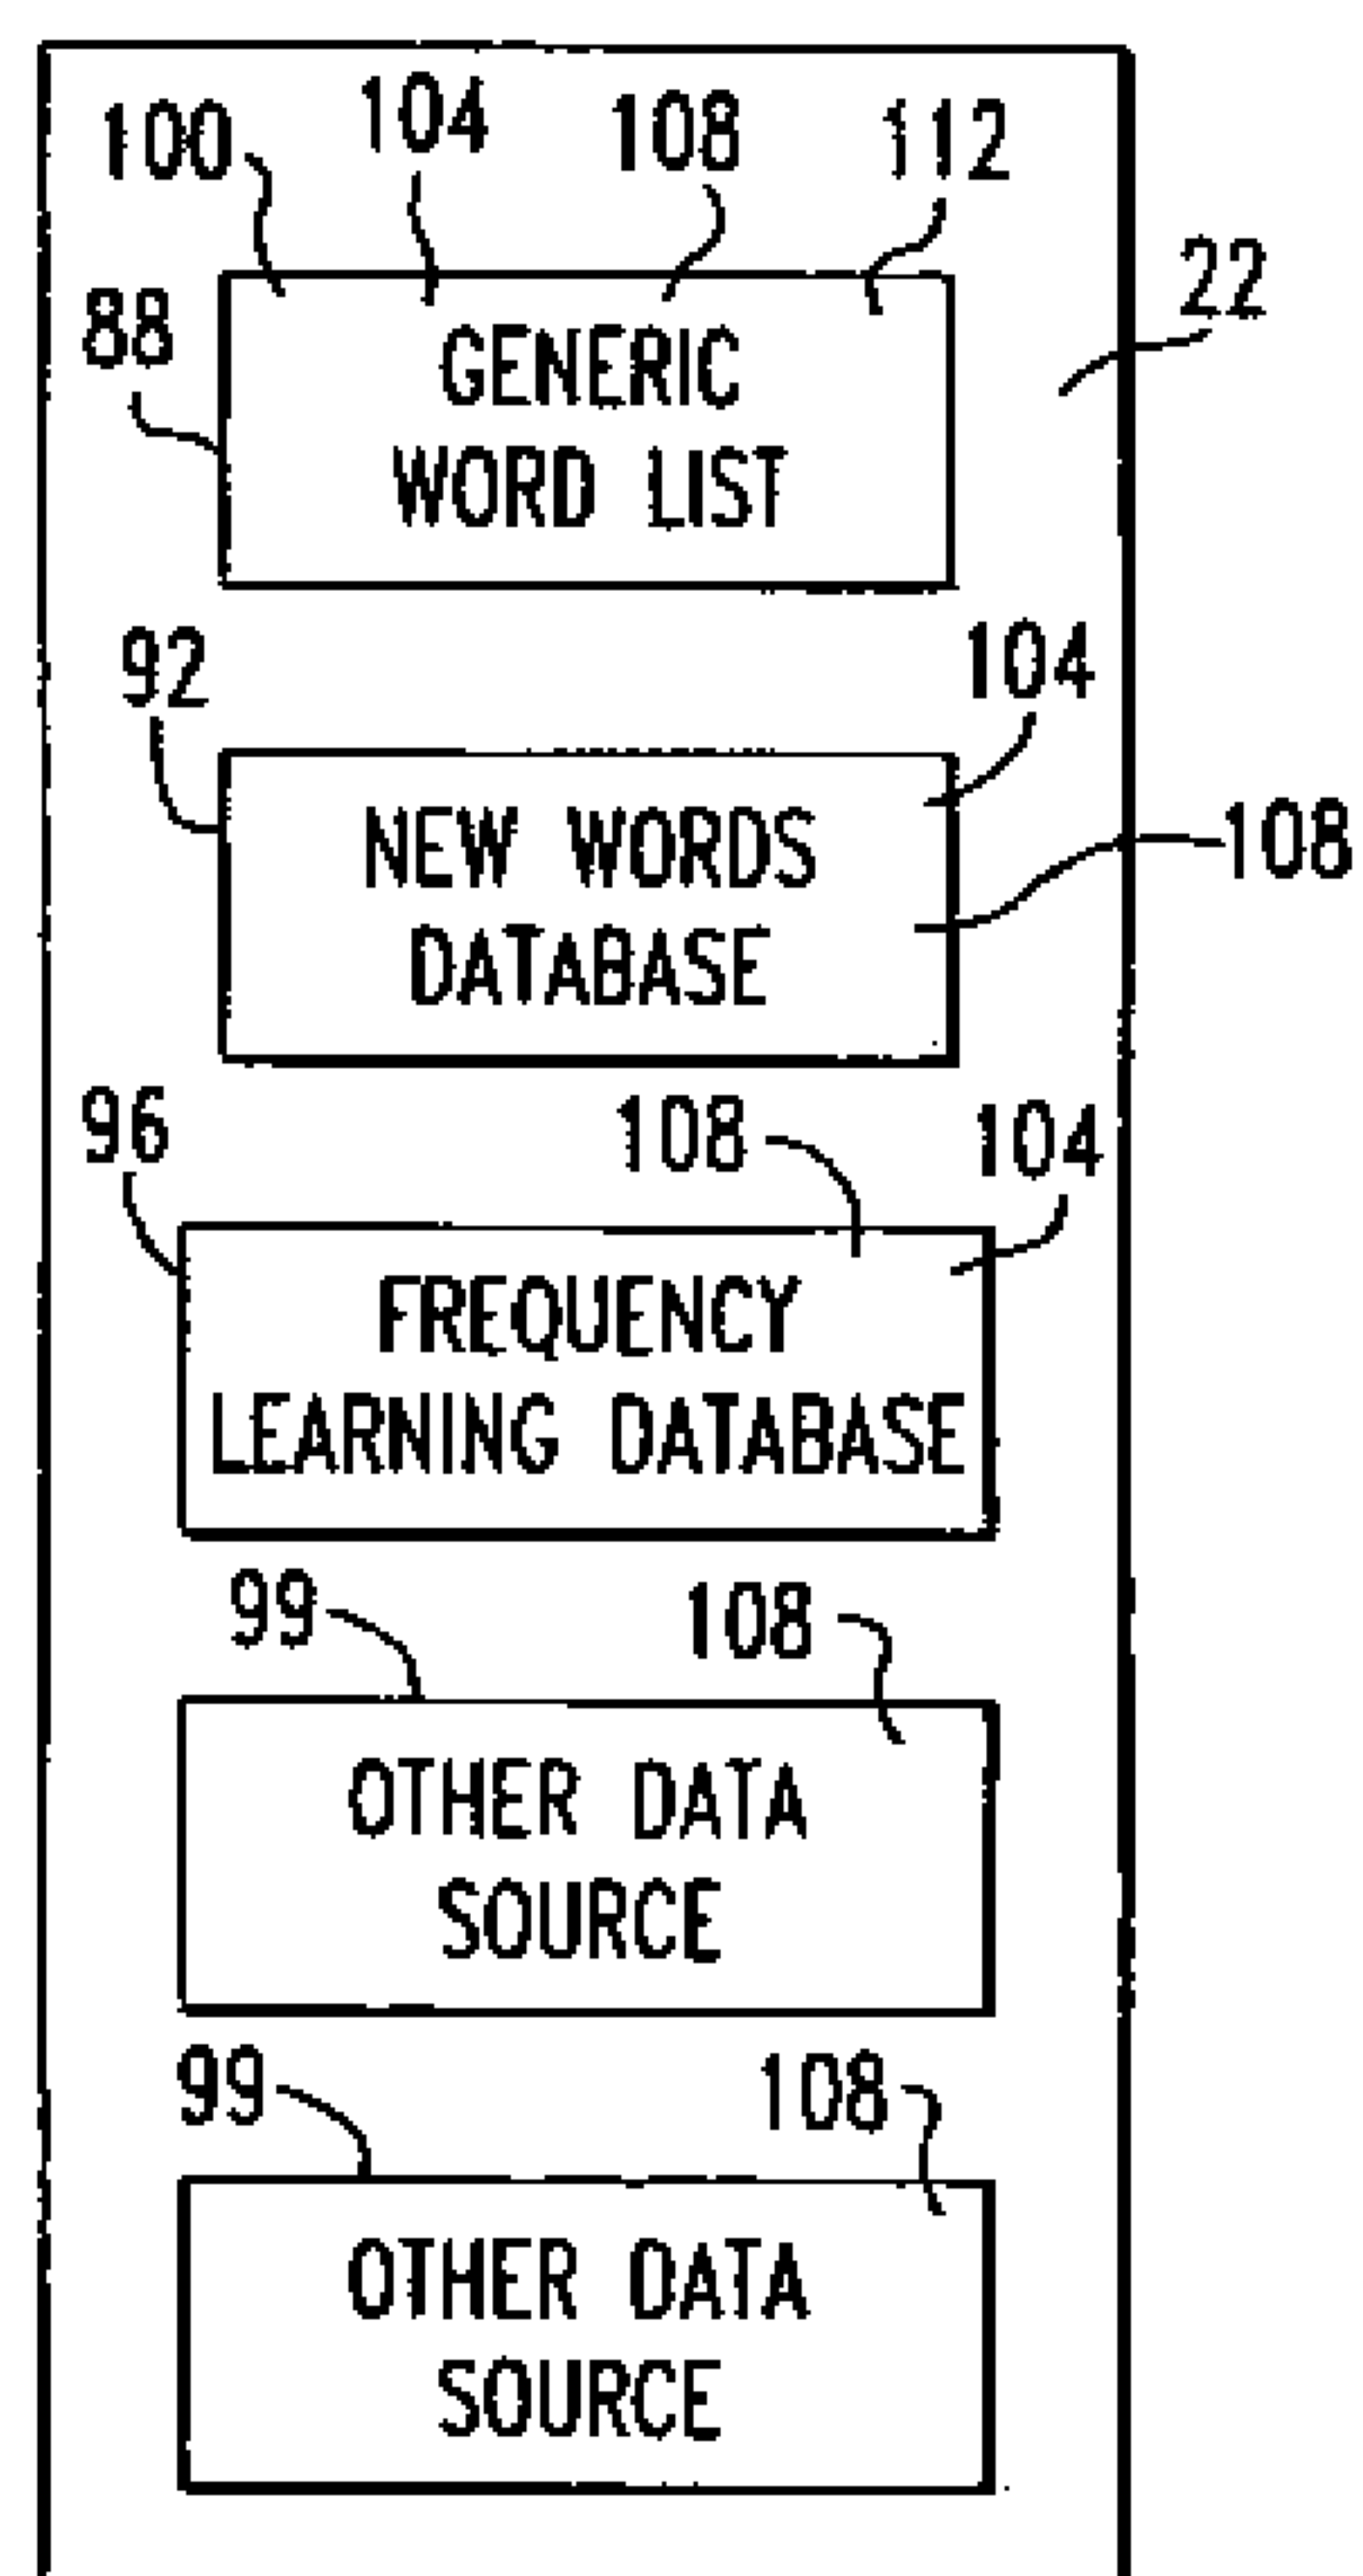 100 104 108 112
22
88
GENERIC
WORD LIST
92 104
NEW WORDS
108
DATABASE
96 108 104
FREQUENCY
LEARNING DATABASE
99 108
OTHER DATA
SOURCE
99 108
OTHER DATA
SOURCE